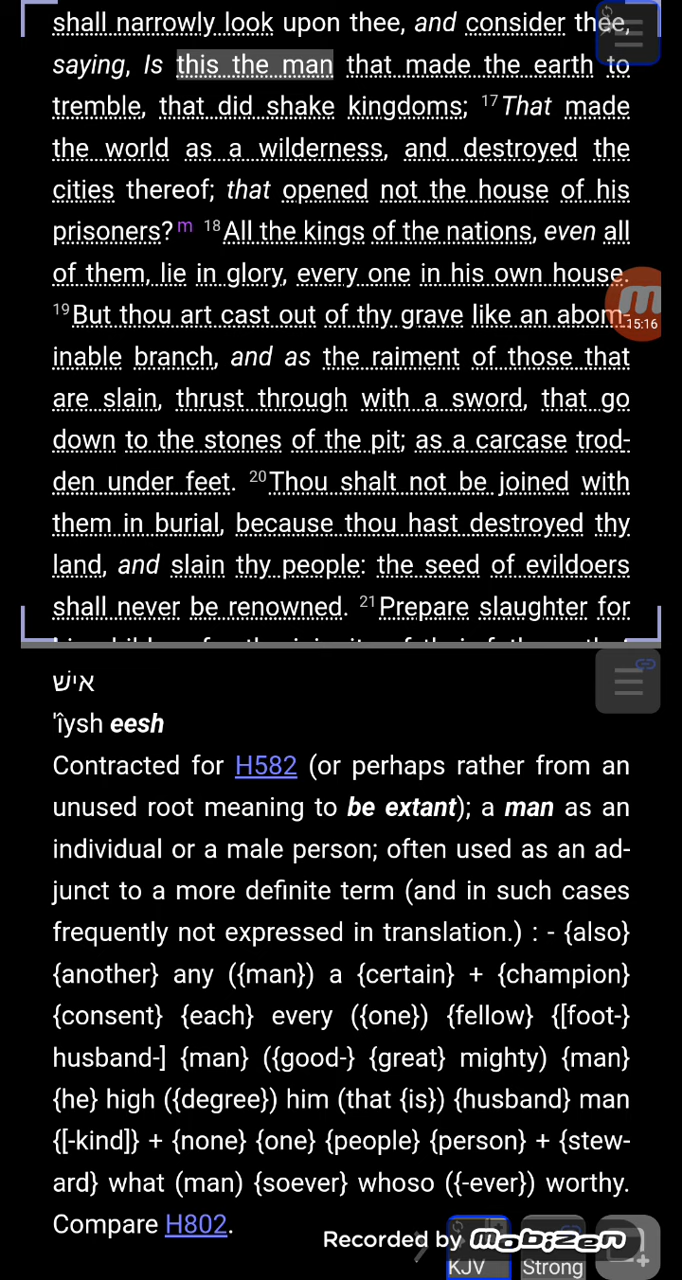 shall narrowly look upon thee, and consider thee,
saying, Is this the man that made the earth to
tremble, that did shake kingdoms; 17That made
the world as a wilderness, and destroyed the
cities thereof; that opened not the house of his
prisoners?m 18All the kings of the nations, even all
of them, lie in glory, every one in his own house.
19But thou art cast out of thy grave like an abom-
15:16
inable branch, and as the raiment of those that
are slain, thrust through with a sword, that go
down to the stones of the pit; as a carcase trod-
den under feet. 20Thou shalt not be joined with
them in burial, because thou hast destroyed thy
land, and slain thy people: the seed of evildoers
shall never be renowned. 21Prepare slaughter for
איש
'îysh eesh
Contracted for H582 (or perhaps rather from an
unused root meaning to be extant); a man as an
individual or a male person; often used as an ad-
junct to a more definite term (and in such cases
frequently not expressed in translation.) : - {also}
{another} any ({man}) a {certain} + {champion}
{consent} {each} every ({one}) {fellow} {[foot-}
husband-] {man} ({good-} {great} mighty) {man}
{he} high ({degree}) him (that {is}) {husband} man
{[-kind]} + {none} {one} {people} {person} + {stew-
ard} what (man) {soever} whoso ({-ever}) worthy.
Compare H802.
Recorded by mobizen
KJV Strong